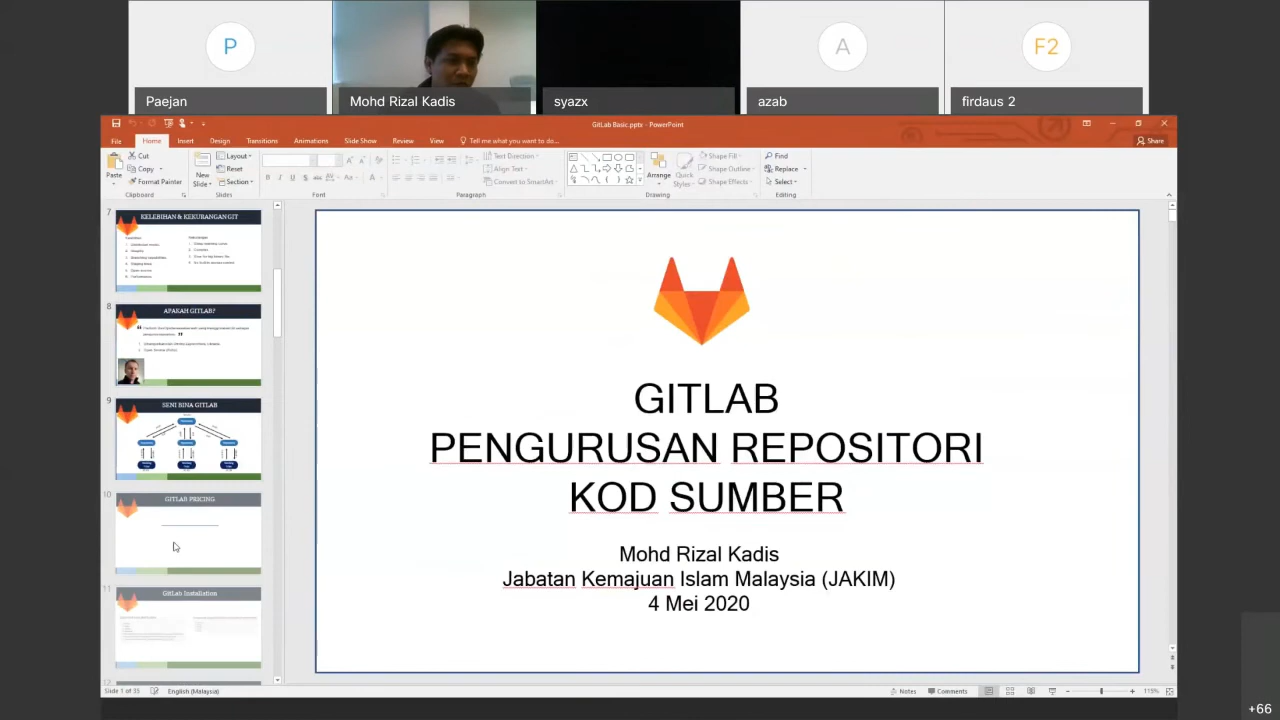 P
A
F2
Paejan
Mohd Rizal Kadis
syazx
azab
firdaus 2
GitLab Basic.pptx - PowerPoint
File
Home
Insert
Design
Transitions
Animations
Slide Show
Review
View
Tell me what you want to do...
Share
Paste
Cut
Copy
Format Painter
Clipboard
New Slide
Layout
Reset
Section
Slides
Font
Text Direction
Align Text
Convert to SmartArt
Paragraph
Arrange
Quick Styles
Shape Fill
Shape Outline
Shape Effects
Drawing
Find
Replace
Select
Editing
7
KELEBIHAN & KEKURANGAN GIT
8
APAKAH GITLAB?
9
SENI BINA GITLAB
10
GITLAB PRICING
11
GitLab Installation
GITLAB
PENGURUSAN REPOSITORI
KOD SUMBER
Mohd Rizal Kadis
Jabatan Kemajuan Islam Malaysia (JAKIM)
4 Mei 2020
Slide 1 of 35
English (Malaysia)
Notes
Comments
115%
+66